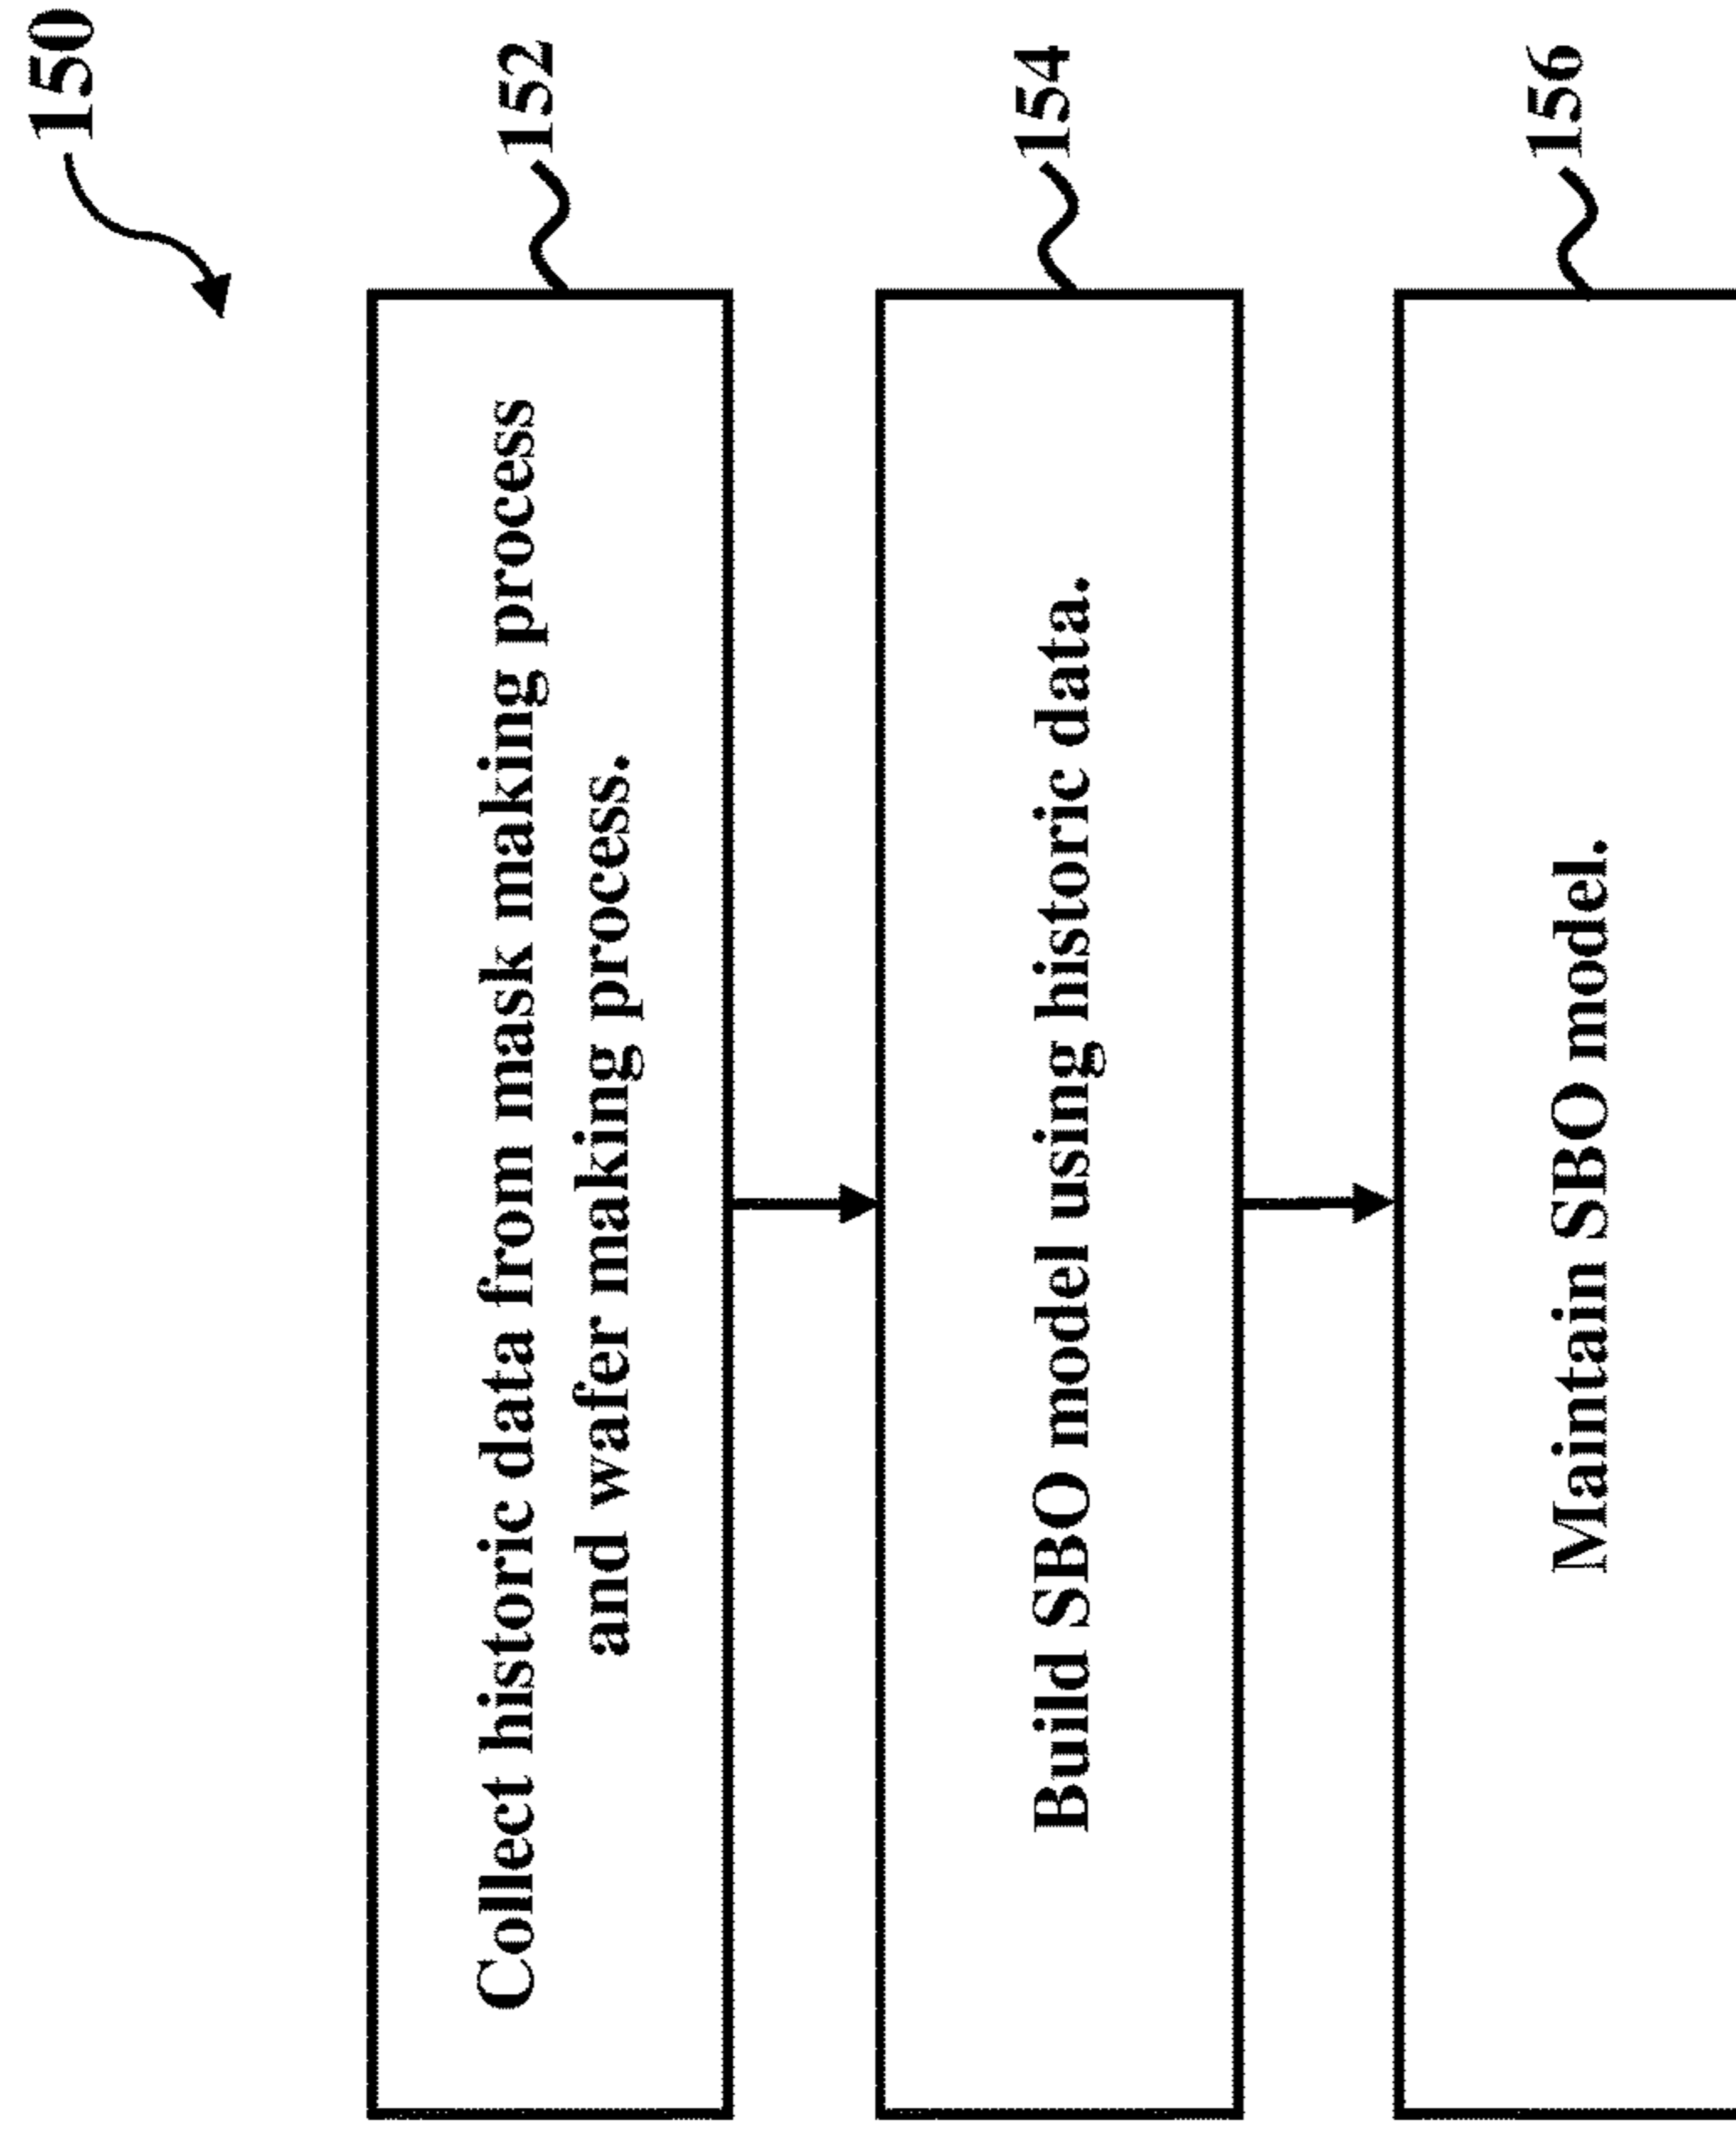 150
Collect historic data from mask making process
and wafer making process.
152
Build SBO model using historic data.
154
Maintain SBO model.
156